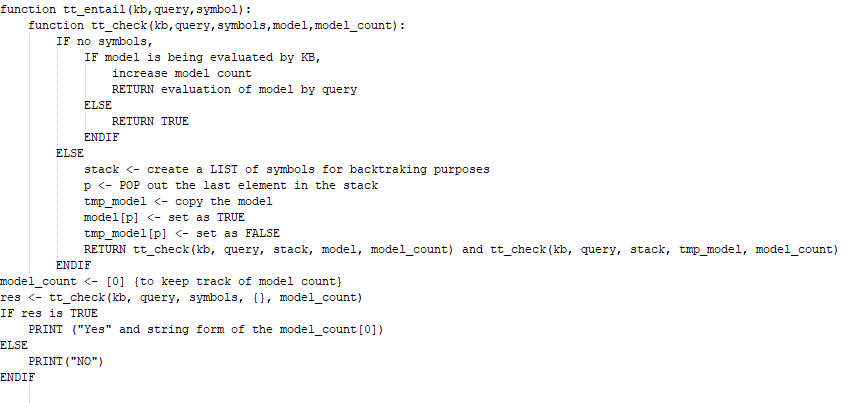 function tt_entail(kb,query,symbol):
function tt_check(kb,query,symbols,model,model_count):
IF no symbols,
IF model is being evaluated by KB,
increase model count
RETURN evaluation of model by query
ELSE
RETURN TRUE
ENDIF
ELSE
stack <- create a LIST of symbols for backtraking purposes
p <- POP out the last element in the stack
tmp_model <- copy the model
model[p] <- set as TRUE
tmp_model[p] <- set as FALSE
RETURN tt_check(kb, query, stack, model, model_count) and tt_check(kb, query, stack, tmp_model, model_count)
ENDIF
model_count <- [0] {to keep track of model count}
res <- tt_check(kb, query, symbols, {}, model_count)
IF res is TRUE
PRINT ("Yes" and string form of the model_count[0])
ELSE
PRINT("NO")
ENDIF